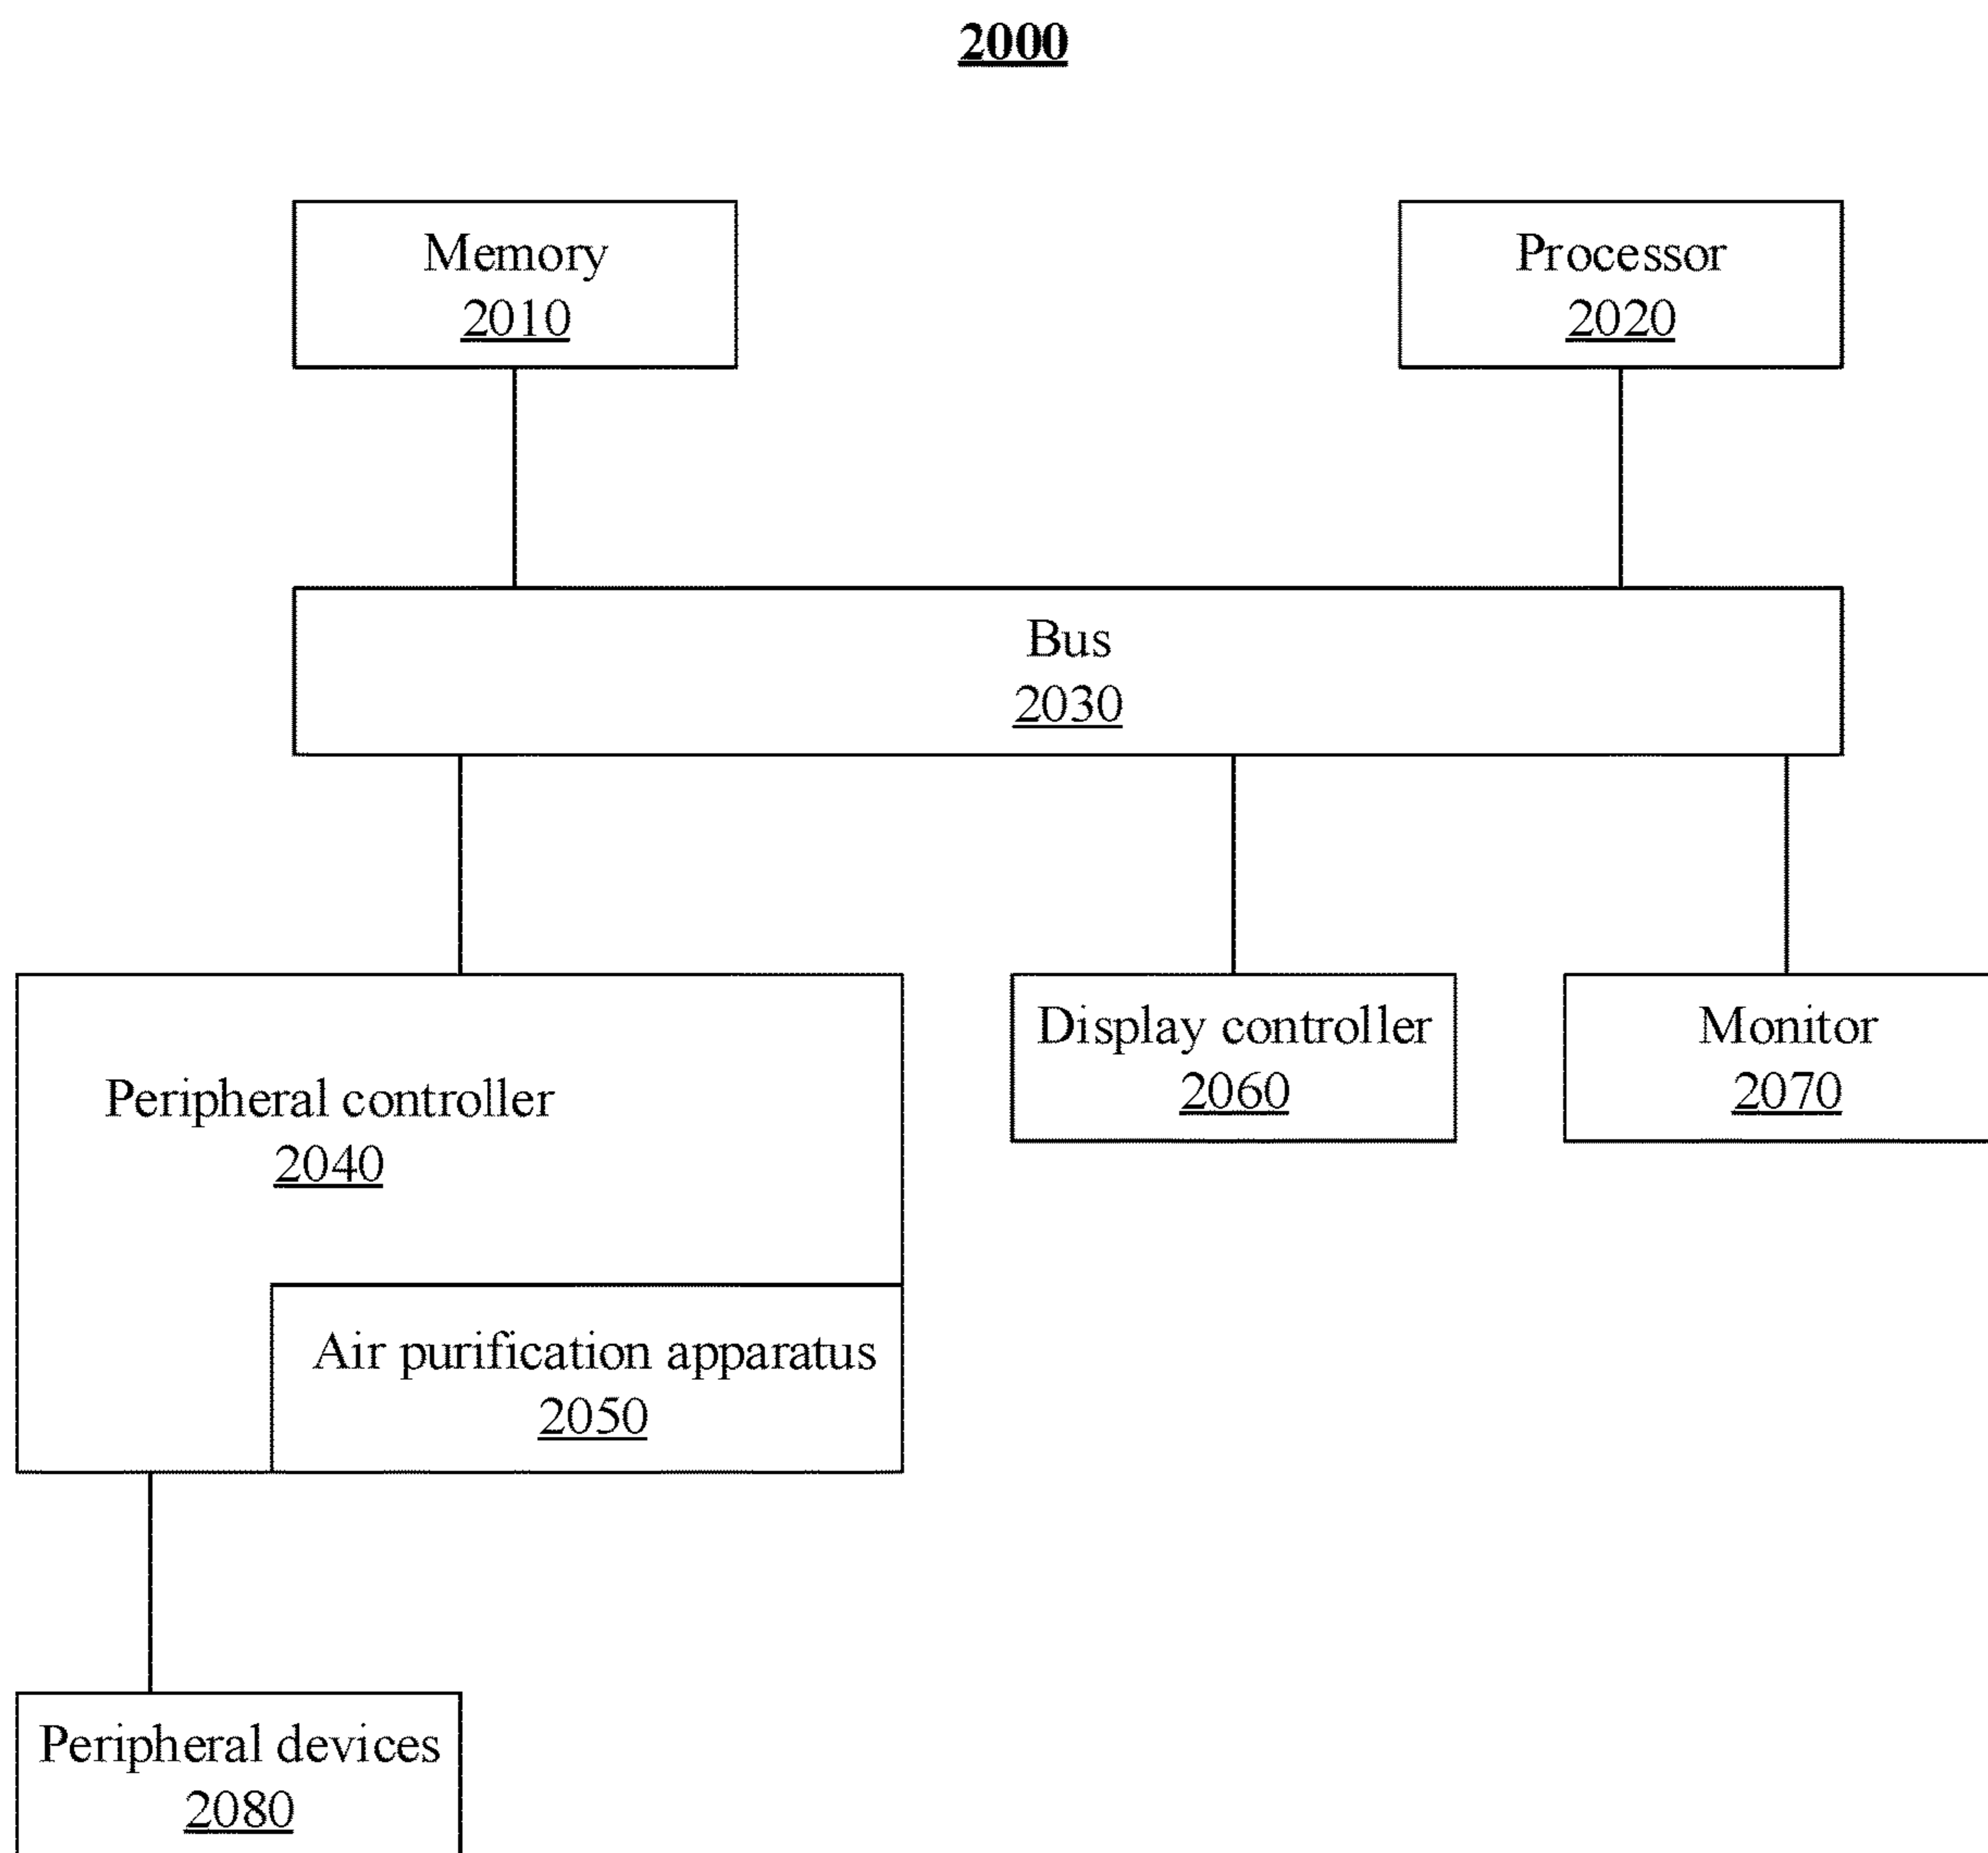 2000
Memory
2010
Processor
2020
Bus
2030
Peripheral controller
2040
Air purification apparatus
2050
Display controller
2060
Monitor
2070
Peripheral devices
2080